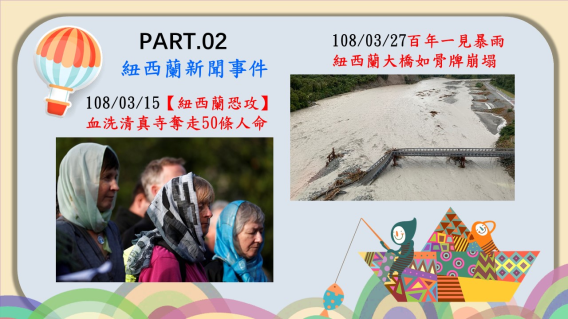 PART.02
紐西蘭新聞事件
108/03/15【紐西蘭恐攻】
血洗清真寺奪走50條人命
108/03/27百年一見暴雨
紐西蘭大橋如骨牌崩塌